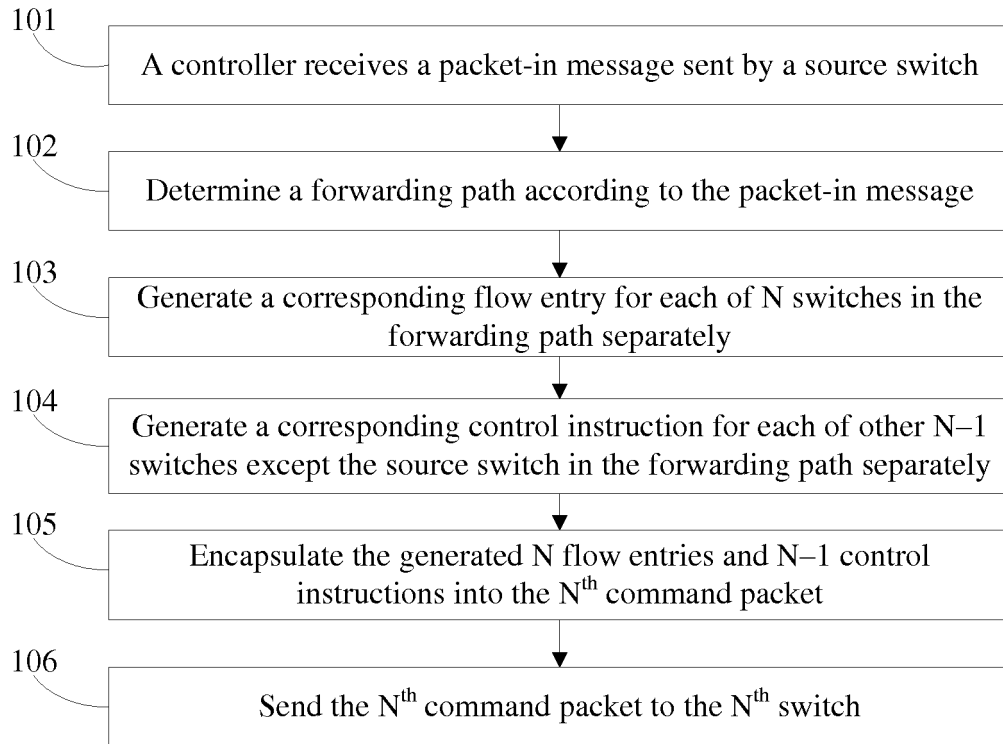 101
A controller receives a packet-in message sent by a source switch
102
Determine a forwarding path according to the packet-in message
103
Generate a corresponding flow entry for each of N switches in the
forwarding path separately
104
Generate a corresponding control instruction for each of other N–1
switches except the source switch in the forwarding path separately
105
Encapsulate the generated N flow entries and N–1 control
instructions into the Nth command packet
106
Send the Nth command packet to the Nth switch